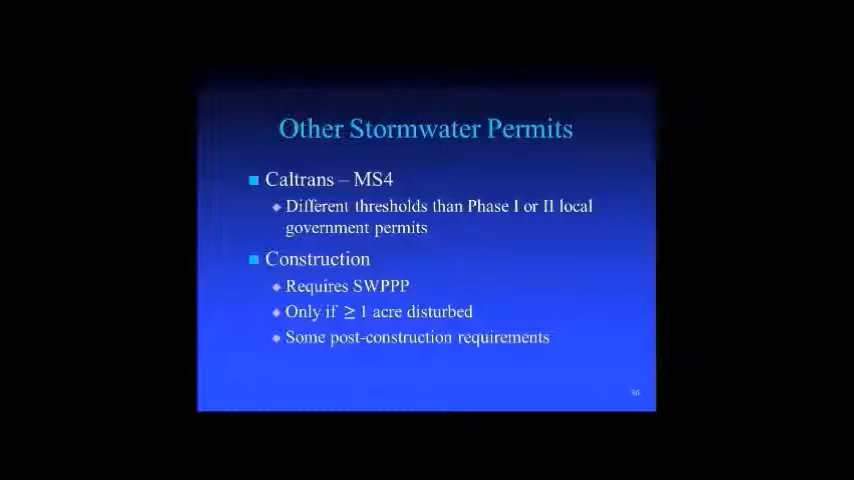 Other Stormwater Permits
Caltrans – MS4
Different thresholds than Phase I or II local
government permits
Construction
Requires SWPPP
Only if ≥ 1 acre disturbed
Some post-construction requirements